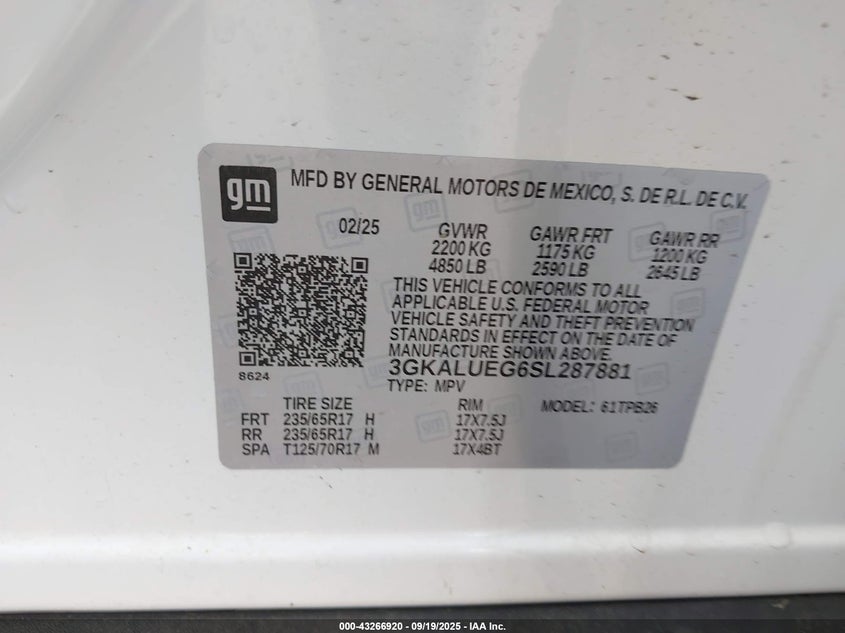 gm
MFD BY GENERAL MOTORS DE MEXICO, S. DE R.L. DE C.V.
02/25
GVWR
2200 KG
4850 LB
GAWR FRT
1175 KG
2590 LB
GAWR RR
1200 KG
2645 LB
THIS VEHICLE CONFORMS TO ALL
APPLICABLE U.S. FEDERAL MOTOR
VEHICLE SAFETY AND THEFT PREVENTION
STANDARDS IN EFFECT ON THE DATE OF
MANUFACTURE SHOWN ABOVE.
8624
3GKALUEG6SL287881
TYPE: MPV
MODEL: 61TPB26
TIRE SIZE RIM
FRT 235/65R17 H 17X7.5J
RR 235/65R17 H 17X7.5J
SPA T125/70R17 M 17X4BT
000-43266920 - 09/19/2025 - IAA Inc.